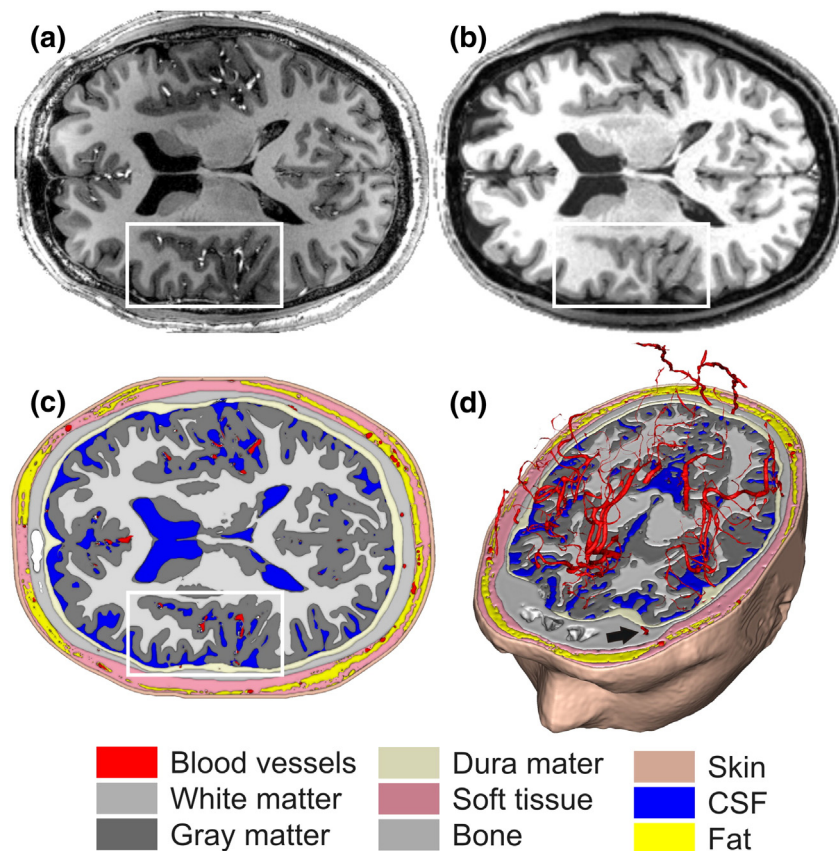 (a) (b)
(c) (d)
Blood vessels Dura mater Skin
White matter Soft tissue CSF
Gray matter Bone Fat